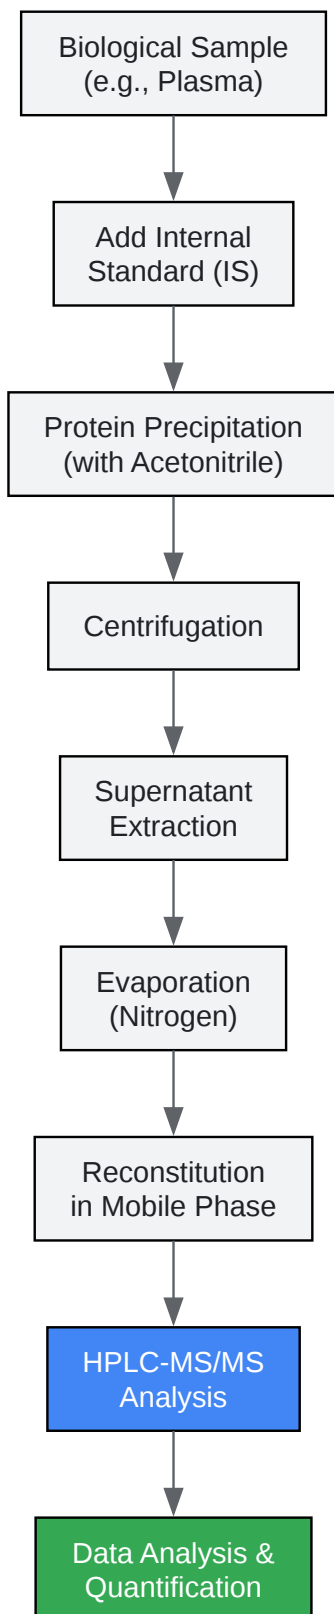 Biological Sample
(e.g., Plasma)
Add Internal
Standard (IS)
Protein Precipitation
(with Acetonitrile)
Centrifugation
Supernatant
Extraction
Evaporation
(Nitrogen)
Reconstitution
in Mobile Phase
HPLC-MS/MS
Analysis
Data Analysis &
Quantification